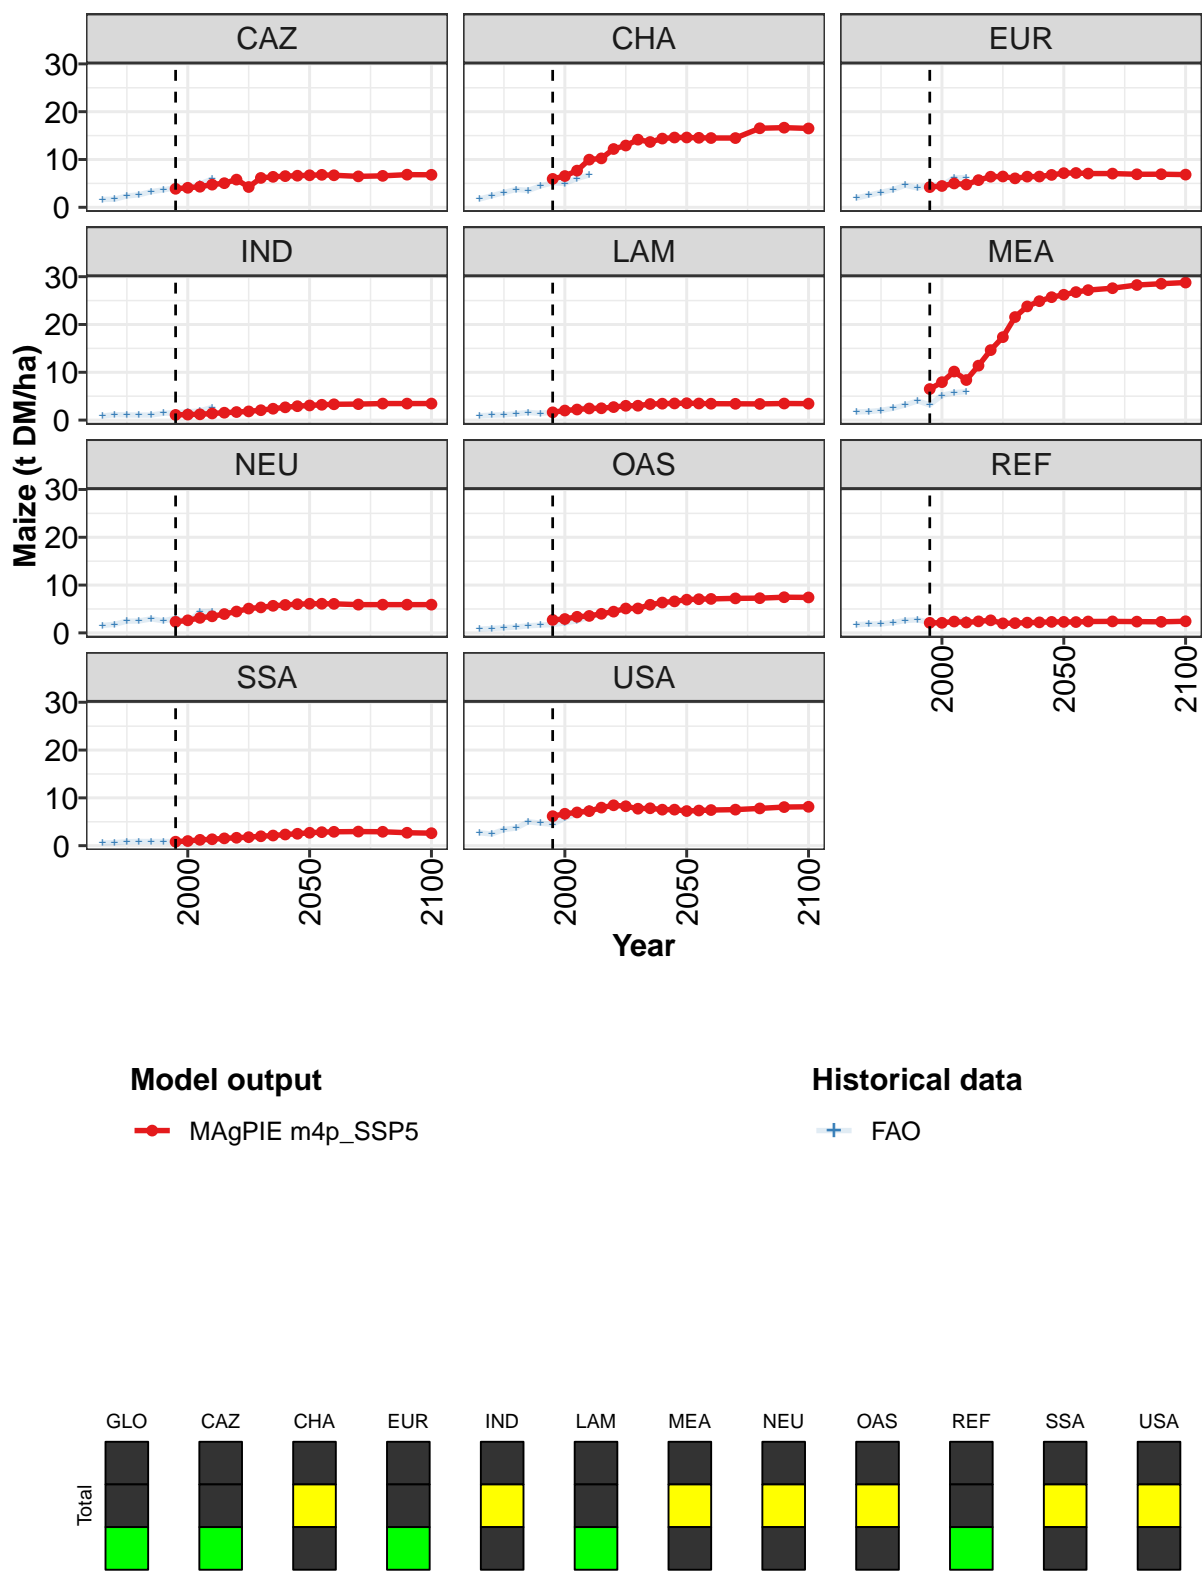 CAZ CHA EUR
30
20
10
0
IND LAM MEA
30
20
10
0
Maize (t DM/ha)
NEU OAS REF
30
20
10
0
2000 2050 2100
SSA USA
30
20
10
0
2000 2050 2100 2000 2050 2100
Year
Model output Historical data
MAgPIE m4p_SSP5 FAO
GLO CAZ CHA EUR IND LAM MEA NEU OAS REF SSA USA
Total